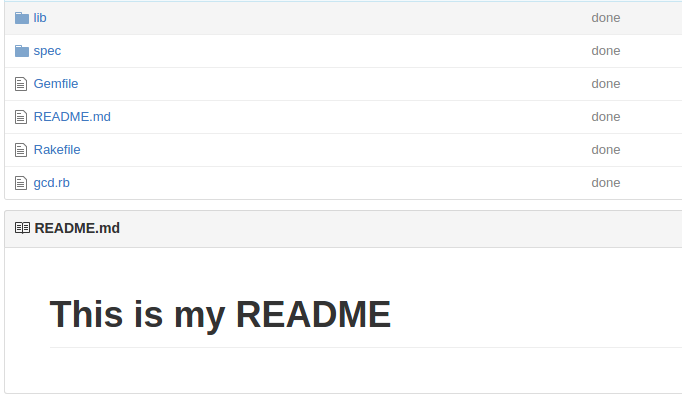 lib done
spec done
Gemfile done
README.md done
Rakefile done
gcd.rb done
README.md
This is my README